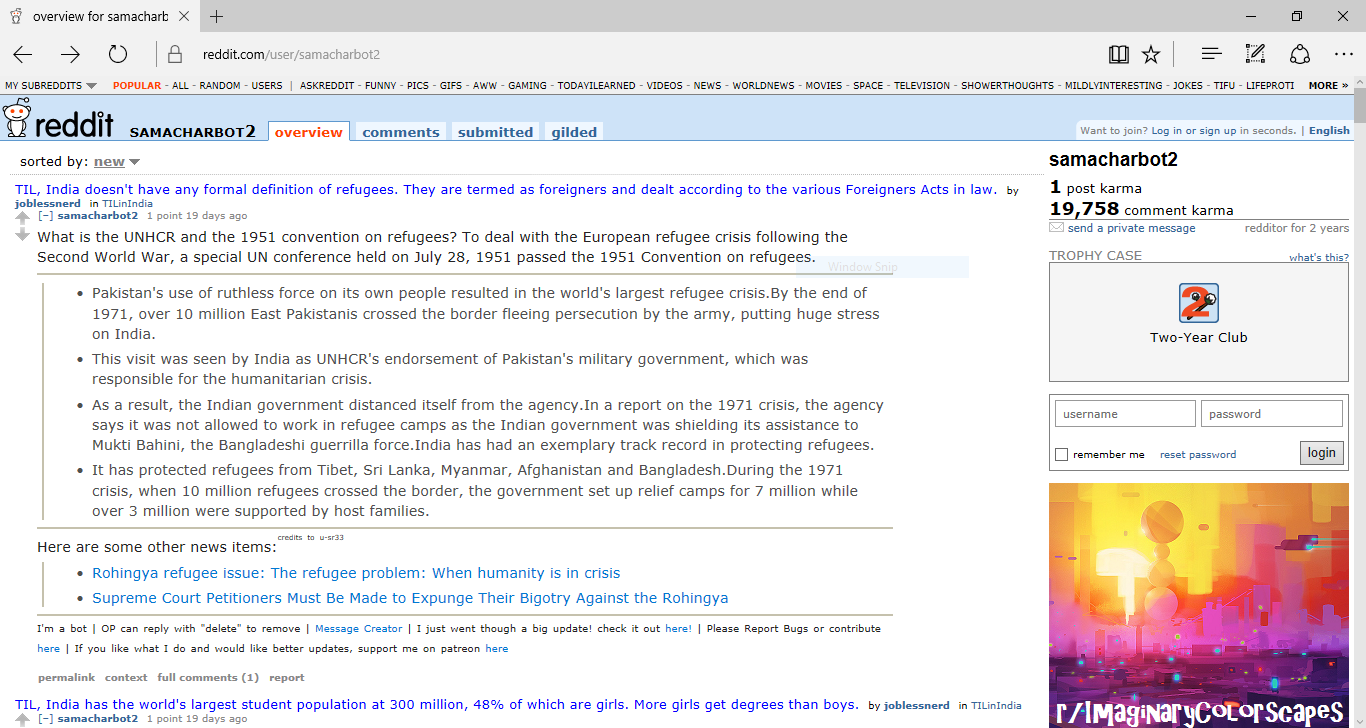 overview for samacharb
reddit.com/user/samacharbot2
MY SUBREDDITS POPULAR - ALL - RANDOM - USERS | ASKREDDIT - FUNNY - PICS - GIFS - AWW - GAMING - TODAYILEARNED - VIDEOS - NEWS - WORLDNEWS - MOVIES - SPACE - TELEVISION - SHOWERTHOUGHTS - MILDLYINTERESTING - JOKES - TIFU - LIFEPROTI MORE »
reddit SAMACHARBOT2 overview comments submitted gilded
Want to join? Log in or sign up in seconds. | English
sorted by: new
TIL, India doesn't have any formal definition of refugees. They are termed as foreigners and dealt according to the various Foreigners Acts in law. by
joblessnerd in TILinIndia
[–] samacharbot2 1 point 19 days ago
What is the UNHCR and the 1951 convention on refugees? To deal with the European refugee crisis following the
Second World War, a special UN conference held on July 28, 1951 passed the 1951 Convention on refugees.
Window Snip
• Pakistan's use of ruthless force on its own people resulted in the world's largest refugee crisis.By the end of
1971, over 10 million East Pakistanis crossed the border fleeing persecution by the army, putting huge stress
on India.
• This visit was seen by India as UNHCR's endorsement of Pakistan's military government, which was
responsible for the humanitarian crisis.
• As a result, the Indian government distanced itself from the agency.In a report on the 1971 crisis, the agency
says it was not allowed to work in refugee camps as the Indian government was shielding its assistance to
Mukti Bahini, the Bangladeshi guerrilla force.India has had an exemplary track record in protecting refugees.
• It has protected refugees from Tibet, Sri Lanka, Myanmar, Afghanistan and Bangladesh.During the 1971
crisis, when 10 million refugees crossed the border, the government set up relief camps for 7 million while
over 3 million were supported by host families.
credits to u-sr33
Here are some other news items:
• Rohingya refugee issue: The refugee problem: When humanity is in crisis
• Supreme Court Petitioners Must Be Made to Expunge Their Bigotry Against the Rohingya
I'm a bot | OP can reply with "delete" to remove | Message Creator | I just went though a big update! check it out here! | Please Report Bugs or contribute
here | If you like what I do and would like better updates, support me on patreon here
permalink context full comments (1) report
TIL, India has the world's largest student population at 300 million, 48% of which are girls. More girls get degrees than boys. by joblessnerd in TILinIndia
[–] samacharbot2 1 point 19 days ago
samacharbot2
1 post karma
19,758 comment karma
send a private message redditor for 2 years
TROPHY CASE what's this?
2
Two-Year Club
username password
remember me reset password login
r/ImaginaryColorscapes